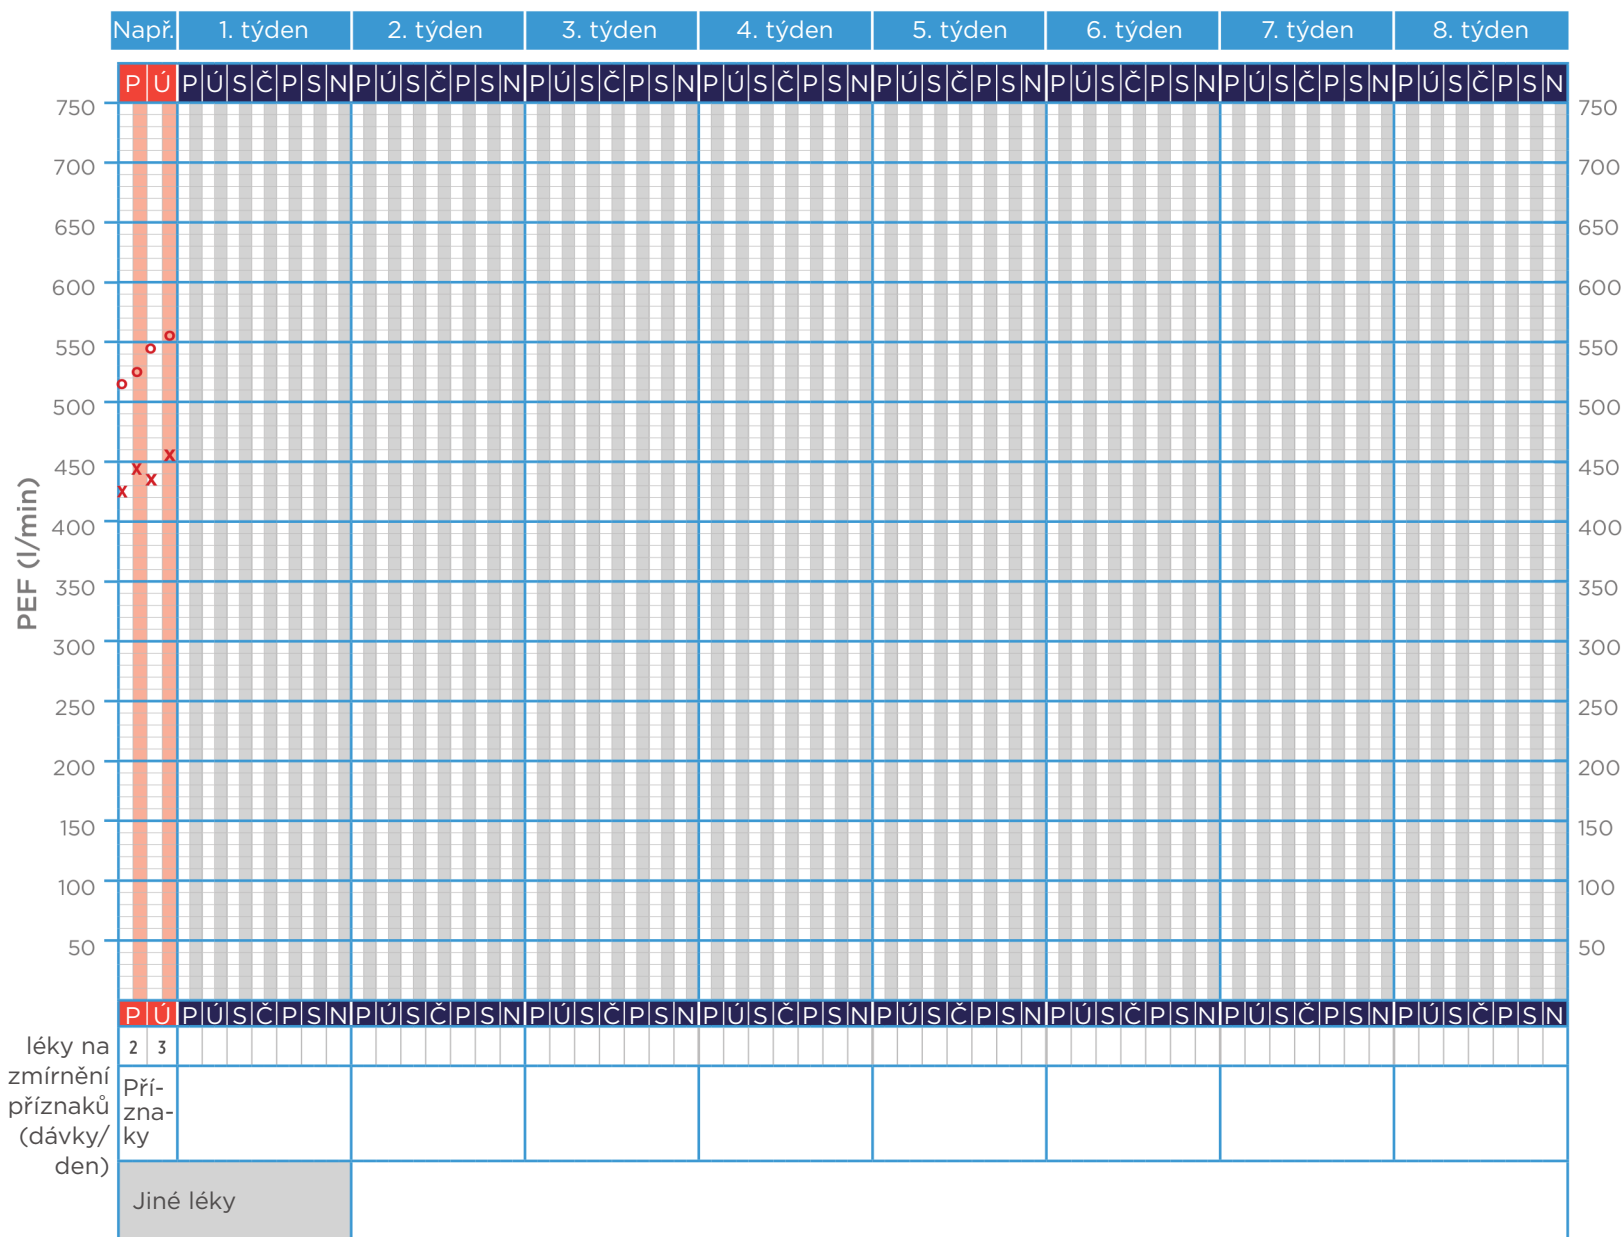 Např. 1. týden 2. týden 3. týden 4. týden 5. týden 6. týden 7. týden 8. týden
P Ú P Ú S Č P S N P Ú S Č P S N P Ú S Č P S N P Ú S Č P S N P Ú S Č P S N P Ú S Č P S N P Ú S Č P S N P Ú S Č P S N
750 750
700 700
650 650
600 600
550 550
500 500
450 450
400 400
350 350
300 300
250 250
200 200
150 150
100 100
50 50
PEF (l/min)
P Ú P Ú S Č P S N P Ú S Č P S N P Ú S Č P S N P Ú S Č P S N P Ú S Č P S N P Ú S Č P S N P Ú S Č P S N P Ú S Č P S N
léky na
zmírnění
příznaků
(dávky/
den)
2 3
Pří-
zna-
ky
Jiné léky